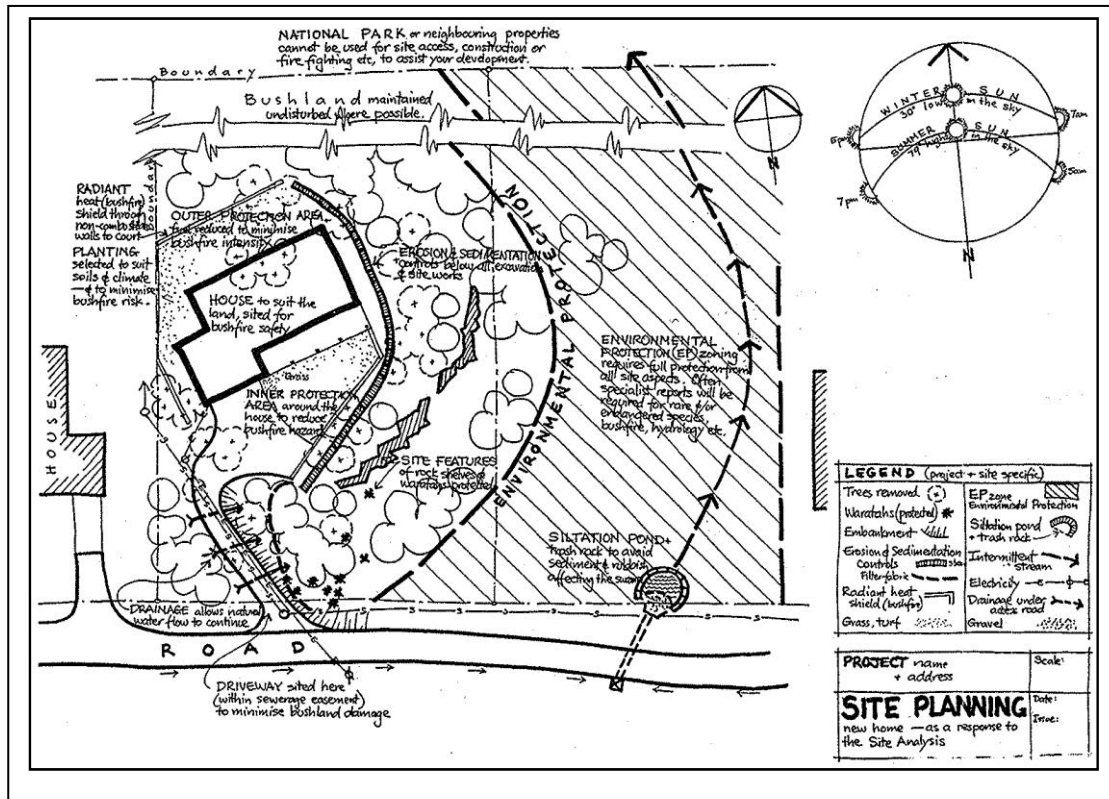 NATIONAL PARK or neighbouring properties
cannot be used for site access, construction or
fire fighting etc, to assist your development.
Boundary
Bushland maintained
undisturbed where possible.
RADIANT
heat (bushfire)
shield through
non-combustible
walls to court
PLANTING
selected to suit
soils & climate
— & to minimise
bushfire risk.
boundary
OUTER PROTECTION AREA
fuel reduced to minimise
bushfire intensity
EROSION & SEDIMENTATION
controls below all excavation
& site works
HOUSE to suit the
land, sited for
bushfire safety
Grass
INNER PROTECTION
AREA around the
house to reduce
bushfire hazard
SITE FEATURES
of rock shelves &
waratahs protected
ENVIRONMENTAL PROTECTION
ENVIRONMENTAL
PROTECTION (EP) zoning
requires full protection from
all site aspects. Often
specialist reports will be
required for rare &/or
endangered species
bushfire, hydrology etc.
SILTATION POND +
trash rack to avoid
sediment & rubbish
affecting the
HOUSE
DRAINAGE allows natural
water flow to continue
ROAD
S S S S S S
DRIVEWAY sited here
(within sewerage easement)
to minimise bushland damage
N
WINTER SUN
30° low in the sky
SUMMER SUN
79° high in the sky
5pm
7am
7pm
5am
N
LEGEND (project + site specific)
Trees removed
Waratahs (protected)
Embankment
Erosion & Sedimentation
Controls
Filter fabric
Radiant heat
shield (bushfire)
Grass, turf
EP zone
Environmental Protection
Siltation pond
+ trash rack
Intermittent
stream
Electricity
Drainage under
road
Gravel
PROJECT name
+ address
Scale:
SITE PLANNING
new home — as a response to
the Site Analysis
Date:
Issue: